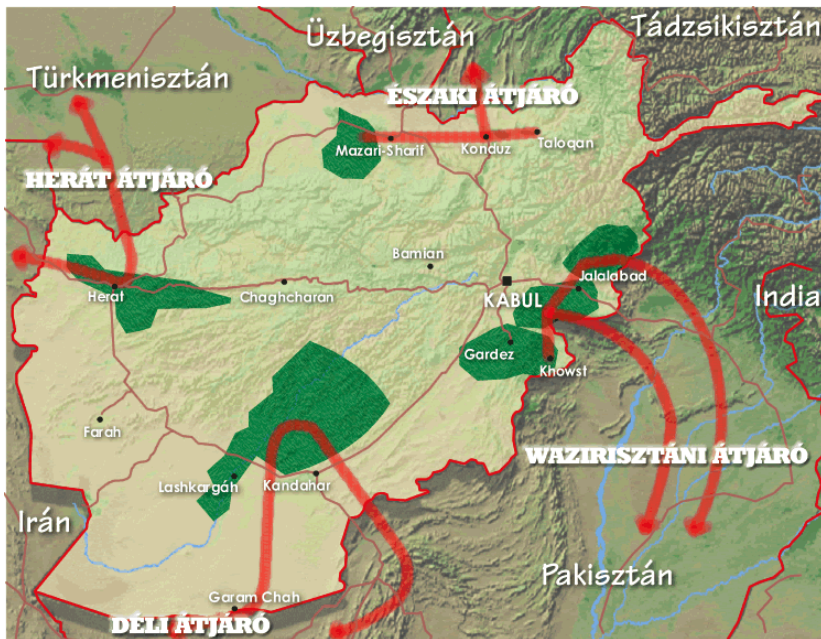 Üzbegisztán
Tádzsikisztán
Türkmenisztán
ÉSZAKI ÁTJÁRÓ
Mazari-Sharif
Konduz
Taloqan
HERÁT ÁTJÁRÓ
Bamian
Jalalabad
Herat
Chaghcharan
KABUL
India
Gardez
Khowst
Farah
WAZIRISZTÁNI ÁTJÁRÓ
Lashkargáh
Kandahar
Irán
Pakisztán
Garam Chah
DÉLI ÁTJÁRÓ